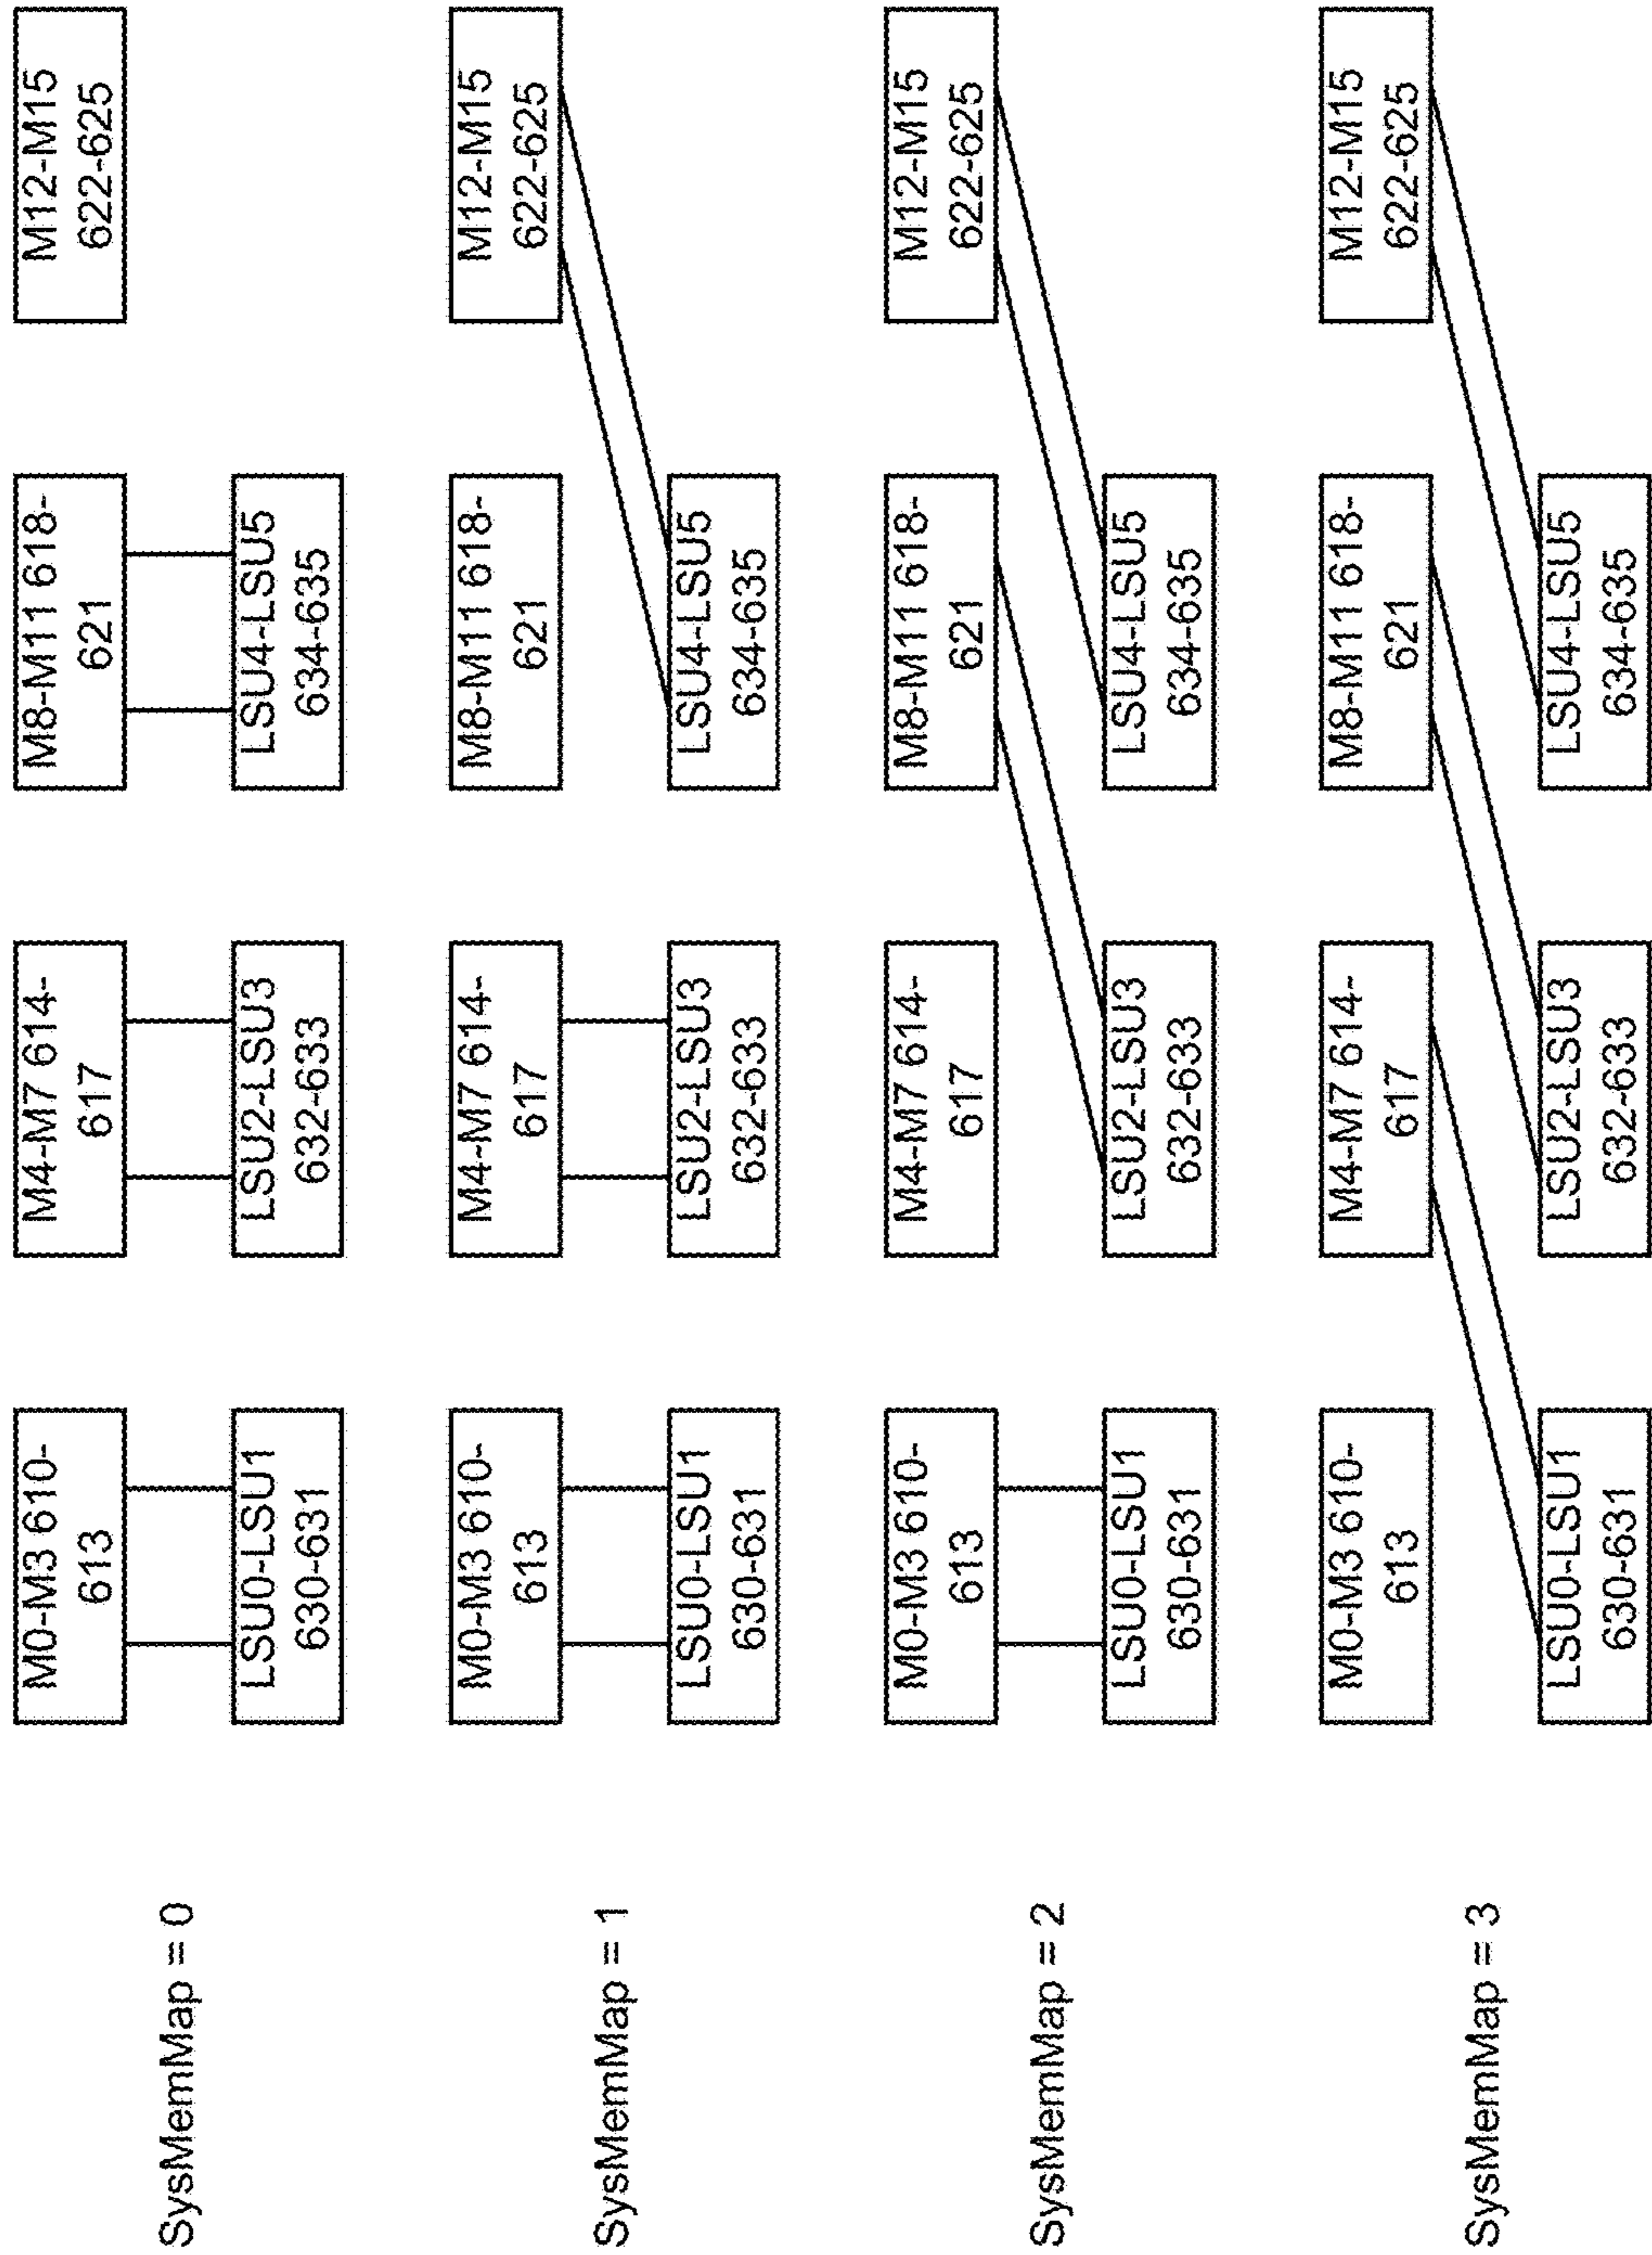 SysMemMap = 0
M0-M3 610-
613
M4-M7 614-
617
M8-M11 618-
621
M12-M15
622-625
LSU0-LSU1
630-631
LSU2-LSU3
632-633
LSU4-LSU5
634-635
SysMemMap = 1
M0-M3 610-
613
M4-M7 614-
617
M8-M11 618-
621
M12-M15
622-625
LSU0-LSU1
630-631
LSU2-LSU3
632-633
LSU4-LSU5
634-635
SysMemMap = 2
M0-M3 610-
613
M4-M7 614-
617
M8-M11 618-
621
M12-M15
622-625
LSU0-LSU1
630-631
LSU2-LSU3
632-633
LSU4-LSU5
634-635
SysMemMap = 3
M0-M3 610-
613
M4-M7 614-
617
M8-M11 618-
621
M12-M15
622-625
LSU0-LSU1
630-631
LSU2-LSU3
632-633
LSU4-LSU5
634-635